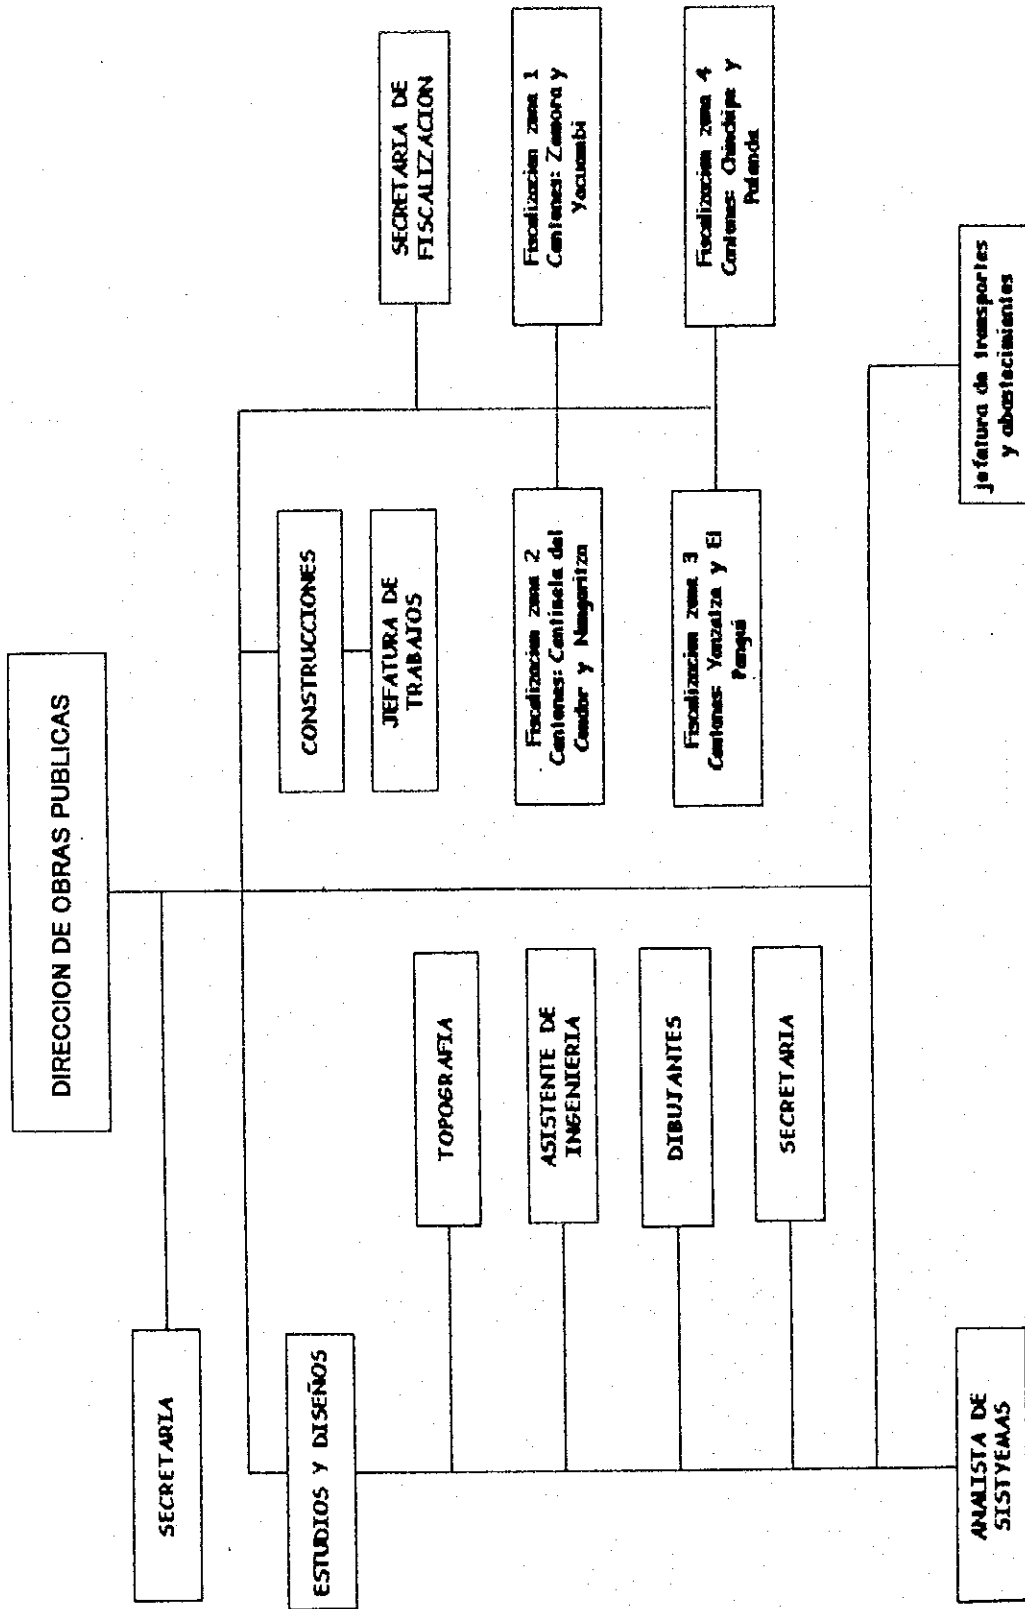 DIRECCION DE OBRAS PUBLICAS
SECRETARIA
ESTUDIOS Y DISEÑOS
CONSTRUCCIONES
JEFATURA DE
TRABAJOS
SECRETARIA DE
FISCALIZACION
TOPOGRAFIA
ASISTENTE DE
INGENIERIA
DIBUJANTES
SECRETARIA
Fiscalizacion zona 2
Cantones: Centinela del
Condor y Nangaritza
Fiscalizacion zona 1
Cantones: Zamora y
Yacuambi
Fiscalizacion zona 3
Cantones: Yanzatza y El
Pangui
Fiscalizacion zona 4
Cantones: Chinchipe y
Palanda
ANALISTA DE
SISTYEMAS
jefatura de transportes
y abastecimientos